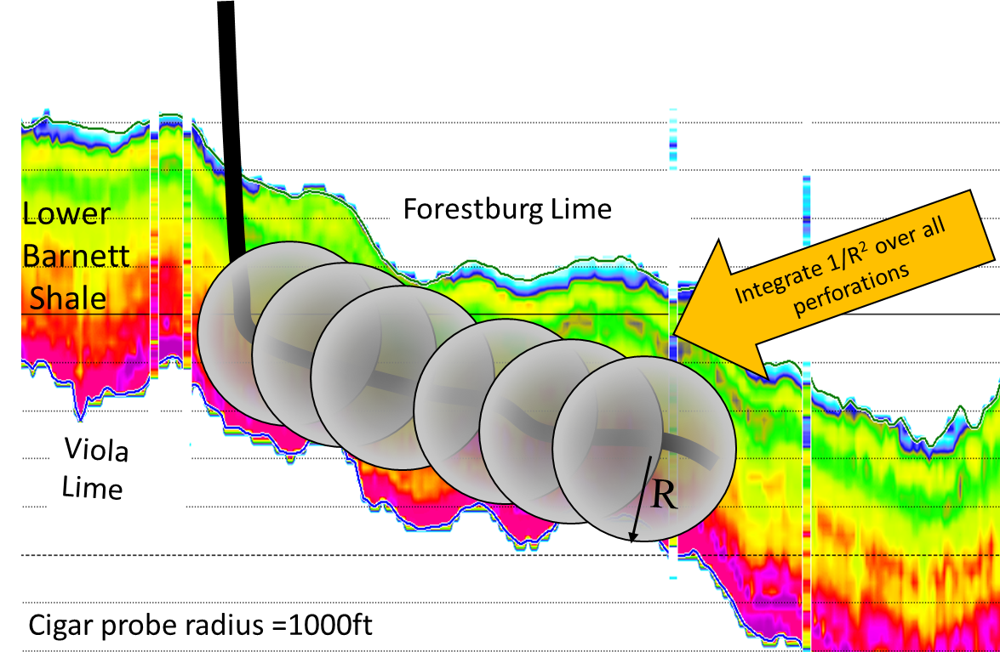 Forestburg Lime
Lower
Barnett
Shale
Integrate 1/R² over all
perforations
Viola
Lime
R
Cigar probe radius =1000ft